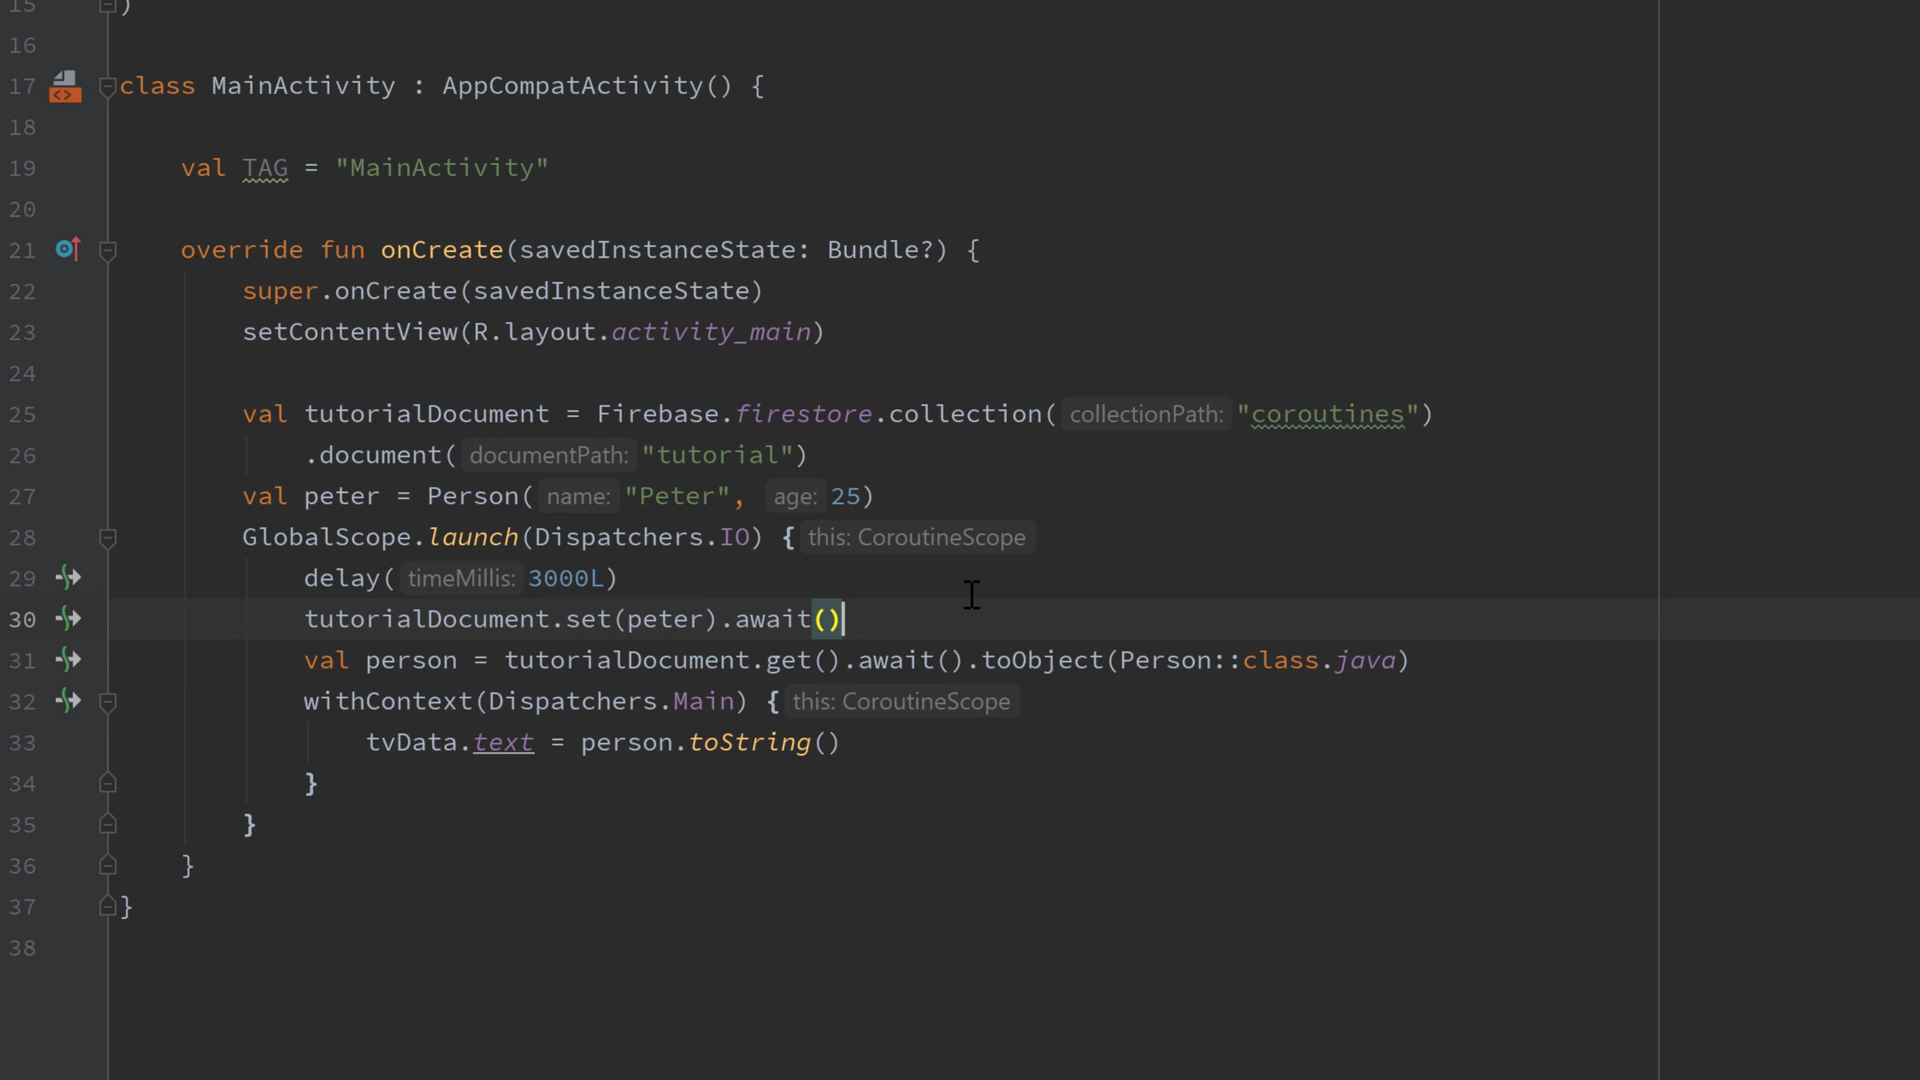 15 )
16
17 class MainActivity : AppCompatActivity() {
18
19 val TAG = "MainActivity"
20
21 override fun onCreate(savedInstanceState: Bundle?) {
22 super.onCreate(savedInstanceState)
23 setContentView(R.layout.activity_main)
24
25 val tutorialDocument = Firebase.firestore.collection( collectionPath: "coroutines")
26 .document( documentPath: "tutorial")
27 val peter = Person( name: "Peter", age: 25)
28 GlobalScope.launch(Dispatchers.IO) { this: CoroutineScope
29 delay( timeMillis: 3000L)
30 tutorialDocument.set(peter).await()
31 val person = tutorialDocument.get().await().toObject(Person::class.java)
32 withContext(Dispatchers.Main) { this: CoroutineScope
33 tvData.text = person.toString()
34 }
35 }
36 }
37 }
38